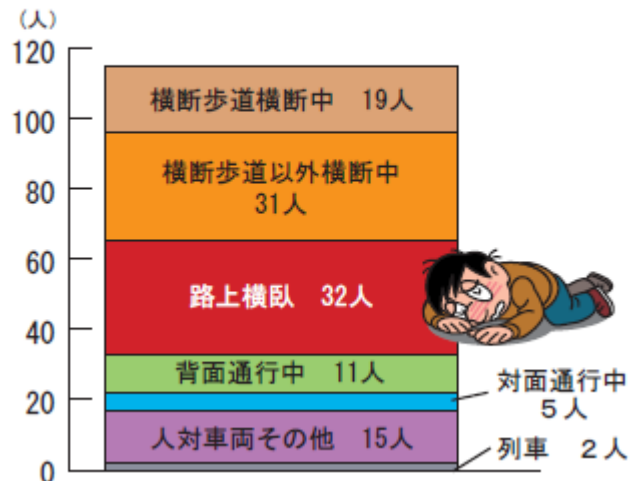 （人）
120
100
80
60
40
20
0
横断歩道横断中　19人
横断歩道以外横断中
31人
路上横臥　32人
背面通行中　11人
対面通行中
５人
人対車両その他　15人
列車　２人